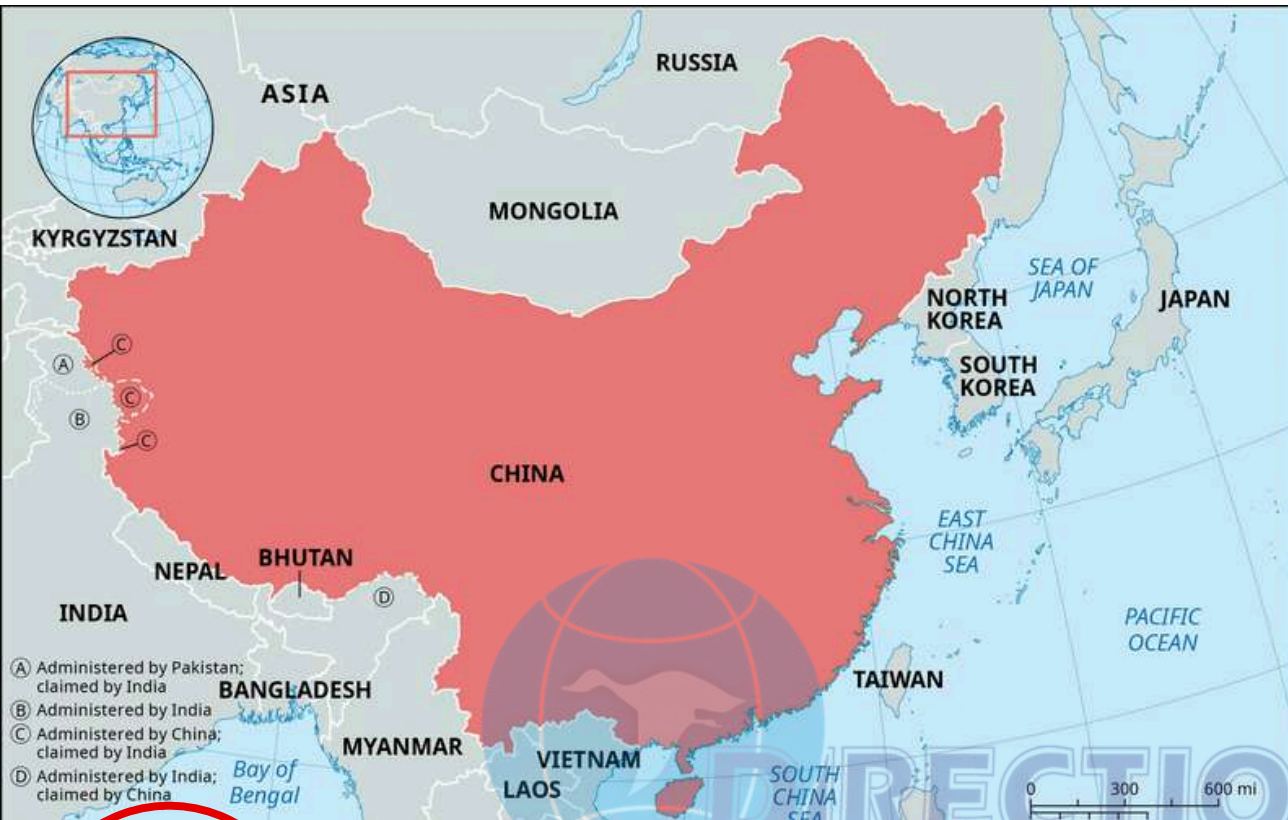 RUSSIA
ASIA
MONGOLIA
KYRGYZSTAN
SEA OF
JAPAN
NORTH
KOREA
JAPAN
SOUTH
KOREA
Ⓒ
Ⓐ
Ⓒ
Ⓑ
Ⓒ
CHINA
EAST
CHINA
SEA
BHUTAN
NEPAL
Ⓓ
INDIA
PACIFIC
OCEAN
TAIWAN
Ⓐ Administered by Pakistan;
claimed by India
Ⓑ Administered by India
Ⓒ Administered by China;
claimed by India
Ⓓ Administered by India;
claimed by China
BANGLADESH
MYANMAR
VIETNAM
LAOS
Bay of
Bengal
SOUTH
CHINA
SEA
DIRECTIO
0 300 600 mi